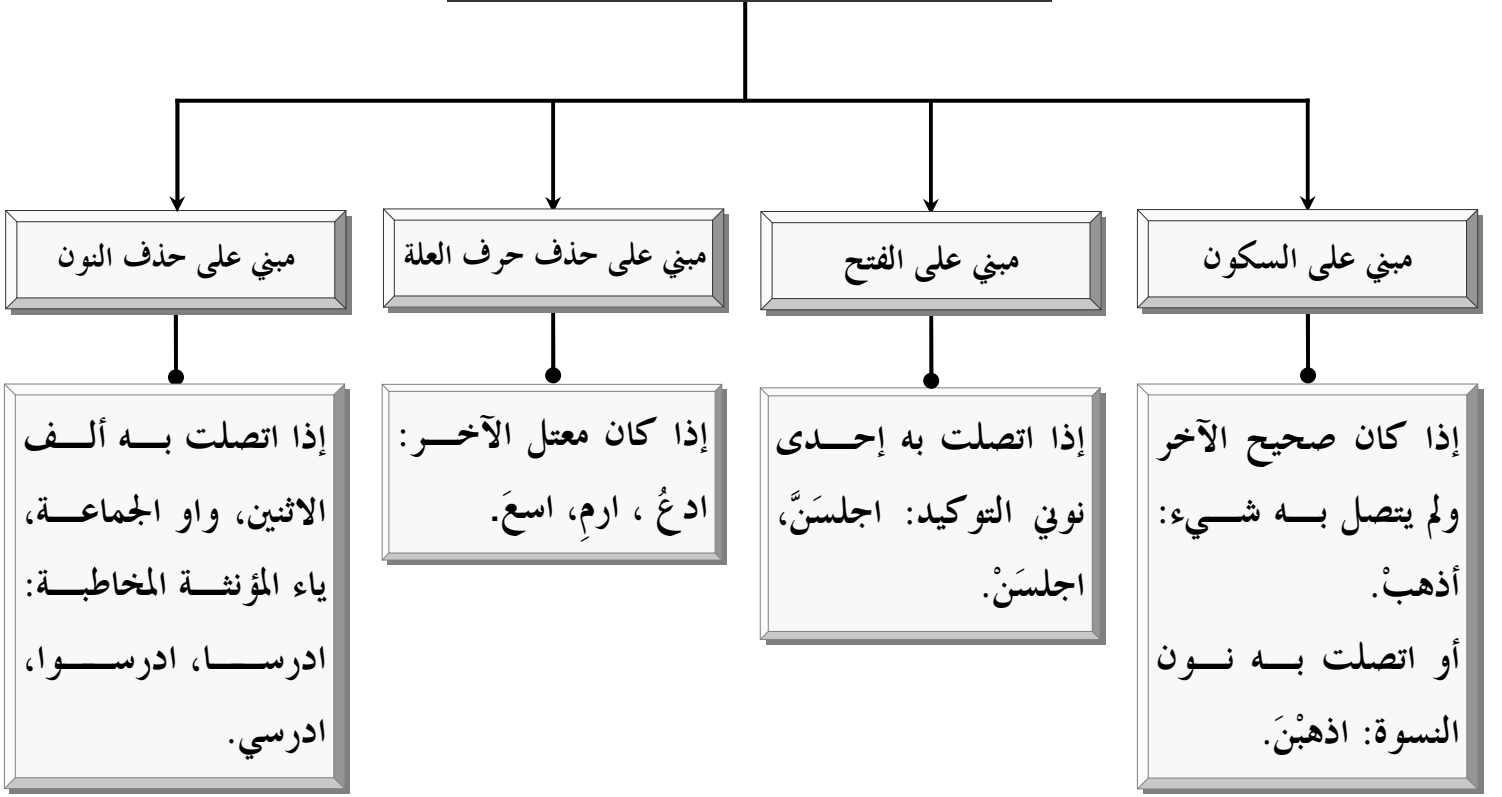 مبني على السكون
مبني على الفتح
مبني على حذف حرف العلة
مبني على حذف النون
إذا كان صحيح الآخر
ولم يتصل به شيء:
أذهبْ.
أو اتصلت به نون
النسوة: اذهبْنَ.
إذا اتصلت به إحدى
نوني التوكيد: اجلسَنَّ،
اجلسَنْ.
إذا كان معتل الآخر:
ادعُ ، ارمِ، اسعَ.
إذا اتصلت به ألف
الاثنين، واو الجماعة،
ياء المؤنثة المخاطبة:
ادرسا، ادرسوا،
ادرسي.